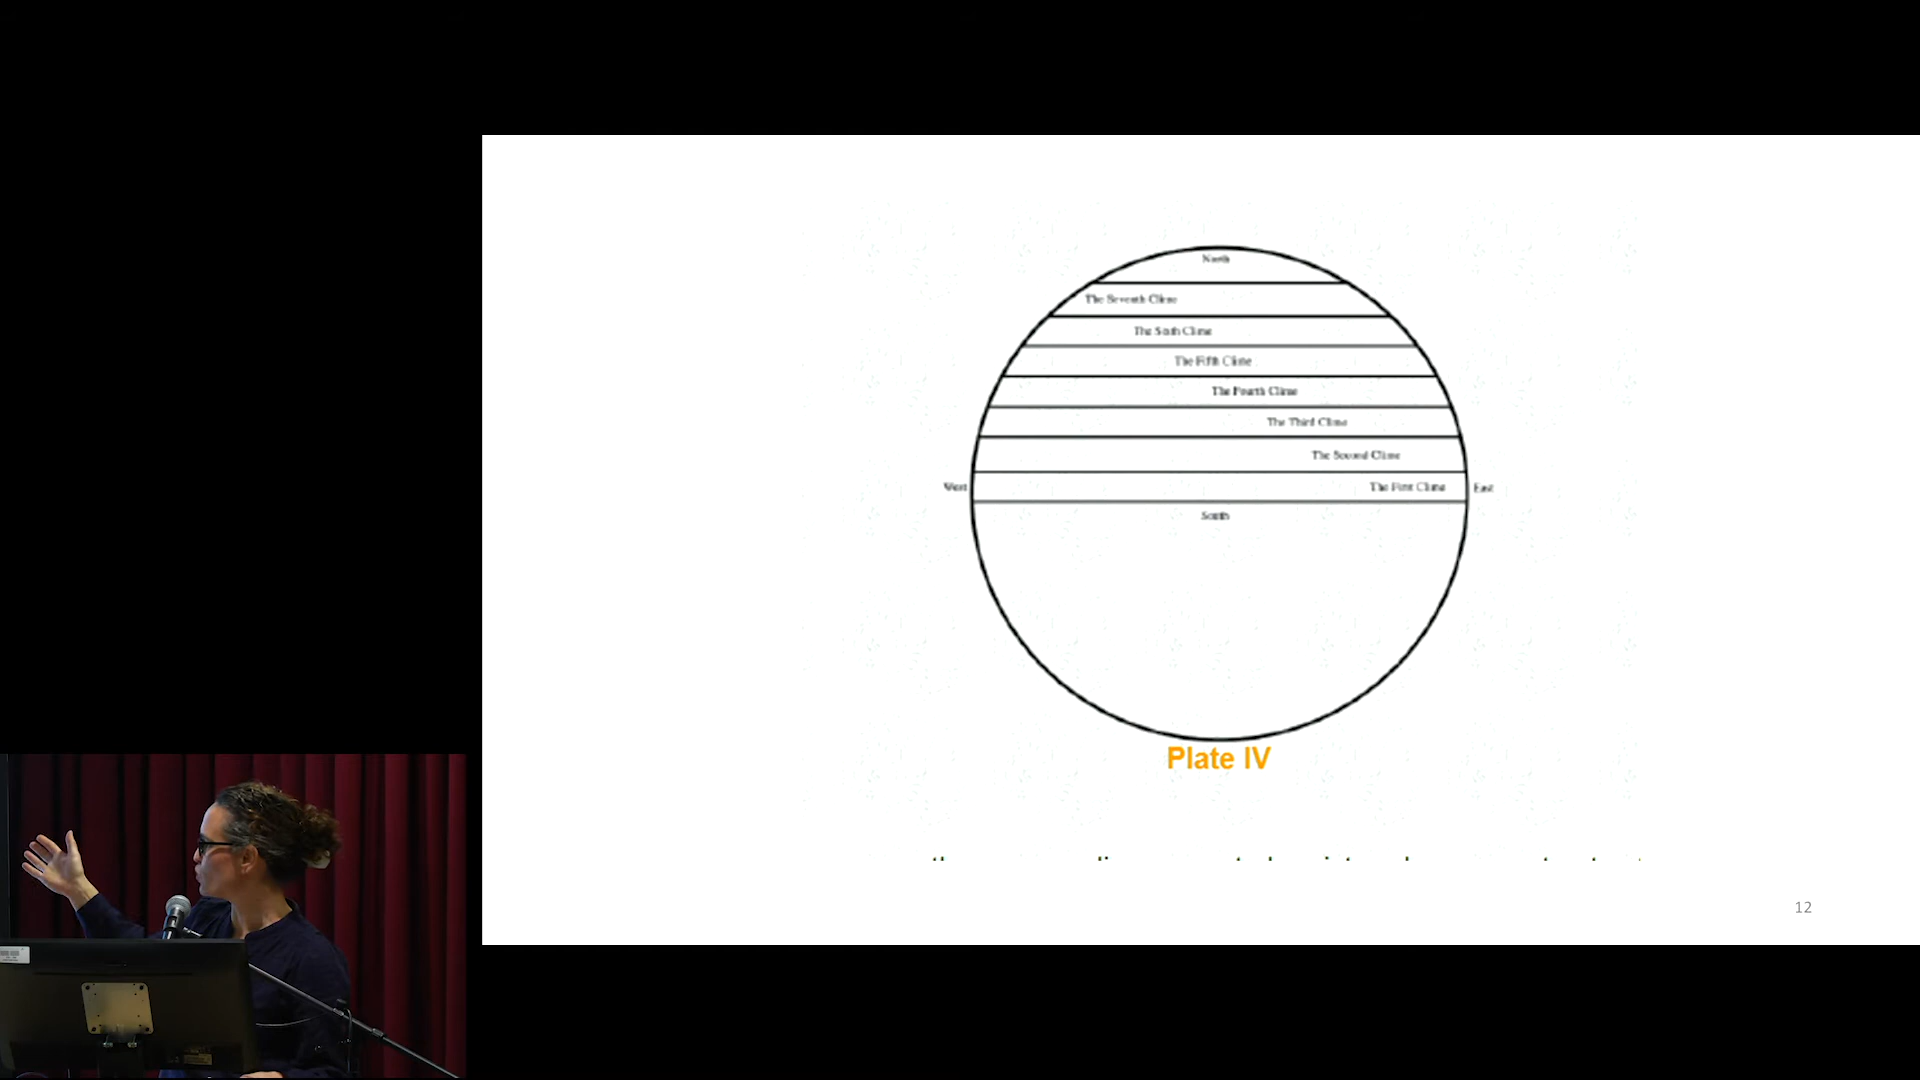 North
The Seventh Clime
The Sixth Clime
The Fifth Clime
The Fourth Clime
The Third Clime
The Second Clime
West
The First Clime
East
South
Plate IV
12